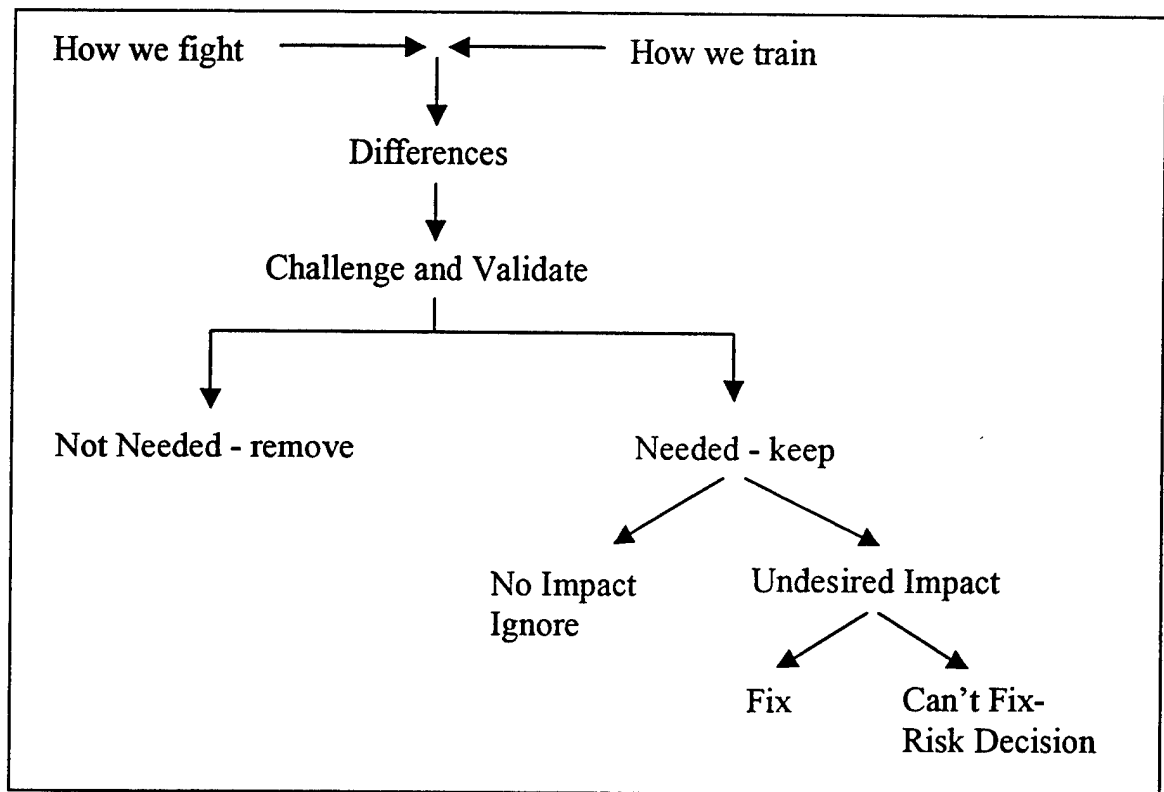 How we fight
How we train
Differences
Challenge and Validate
Not Needed - remove
Needed - keep
No Impact
Ignore
Undesired Impact
Fix
Can't Fix-
Risk Decision